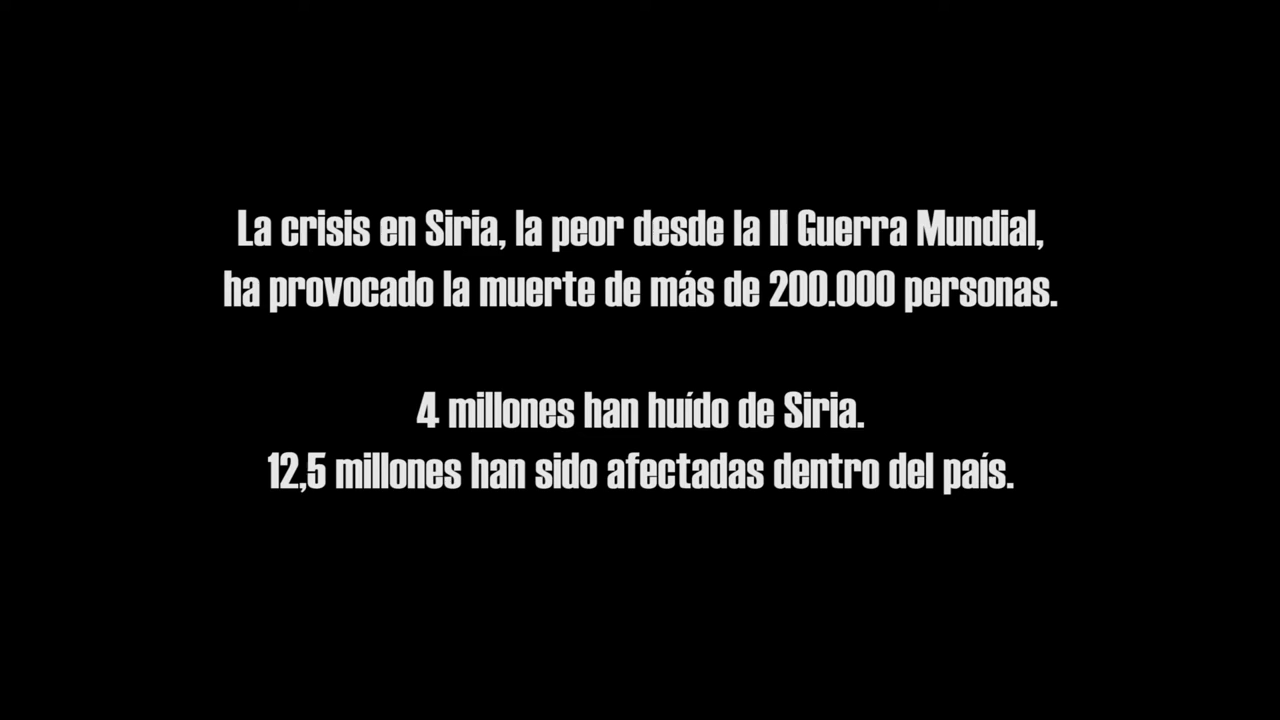 La crisis en Siria, la peor desde la II Guerra Mundial,
ha provocado la muerte de más de 200.000 personas.
4 millones han huído de Siria.
12,5 millones han sido afectadas dentro del país.